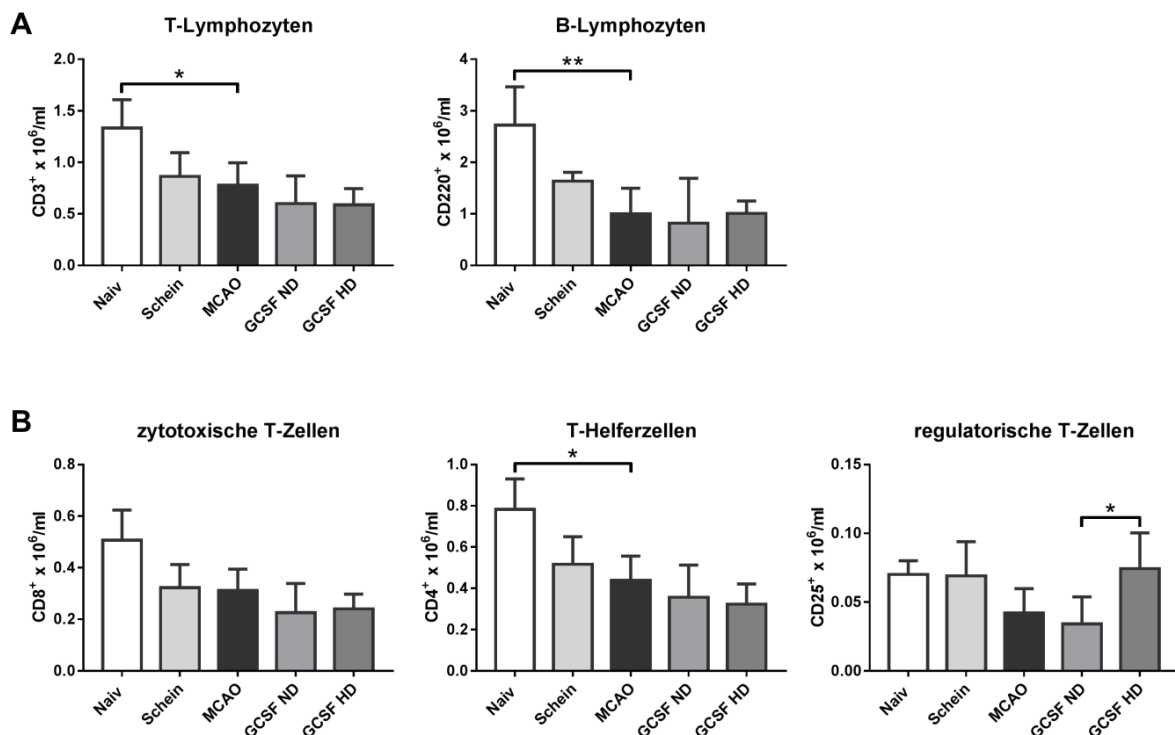 A
T-Lymphozyten
CD3⁺ x 10⁶/ml
2.0
1.5
1.0
0.5
0.0
*
Naiv
Schein
MCAO
GCSF ND
GCSF HD
B-Lymphozyten
CD220⁺ x 10⁶/ml
4
3
2
1
0
**
Naiv
Schein
MCAO
GCSF ND
GCSF HD
B
zytotoxische T-Zellen
CD8⁺ x 10⁶/ml
0.8
0.6
0.4
0.2
0.0
Naiv
Schein
MCAO
GCSF ND
GCSF HD
T-Helferzellen
CD4⁺ x 10⁶/ml
1.0
0.8
0.6
0.4
0.2
0.0
*
Naiv
Schein
MCAO
GCSF ND
GCSF HD
regulatorische T-Zellen
CD25⁺ x 10⁶/ml
0.15
0.10
0.05
0.00
*
Naiv
Schein
MCAO
GCSF ND
GCSF HD